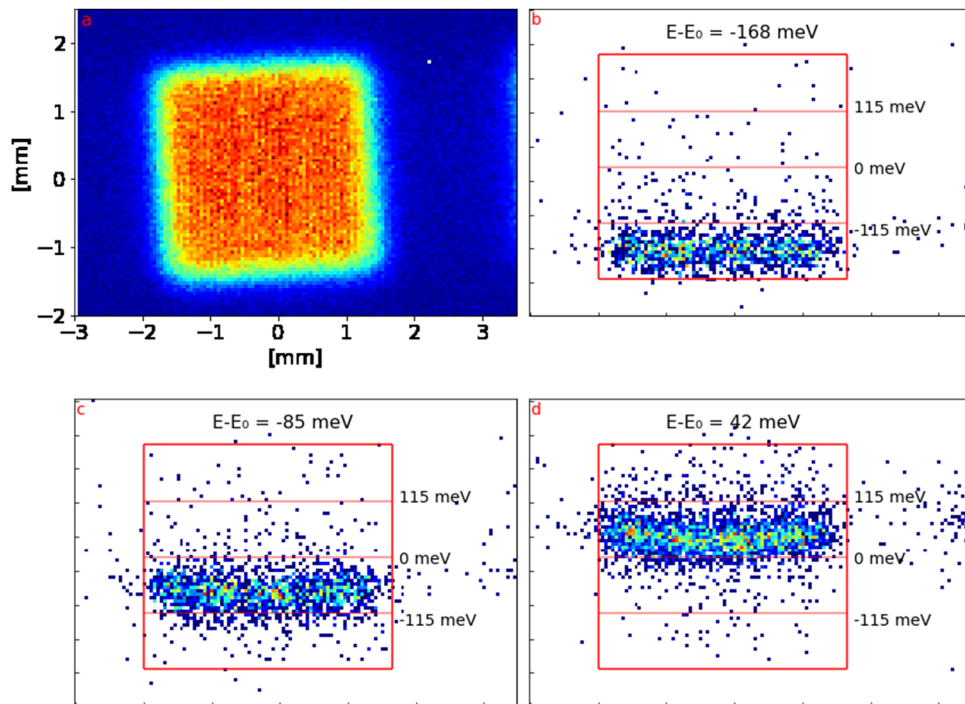 a
2
1
0
−1
−2
[mm]
−3
−2
−1
0
1
2
3
[mm]
b
E-E₀ = -168 meV
115 meV
0 meV
-115 meV
c
E-E₀ = -85 meV
115 meV
0 meV
-115 meV
d
E-E₀ = 42 meV
115 meV
0 meV
-115 meV